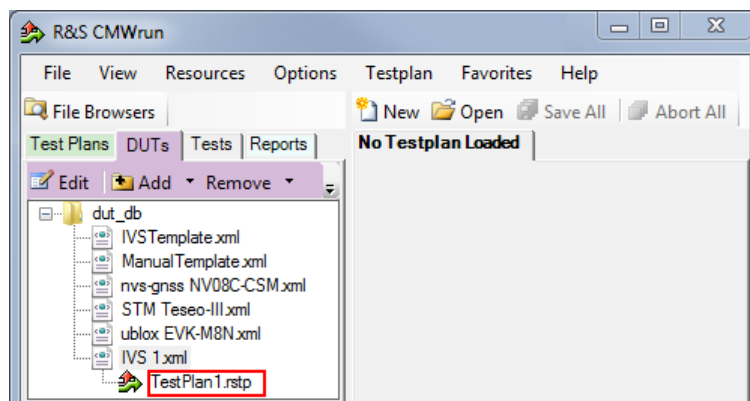 R&S CMWrun
File View Resources Options Testplan Favorites Help
File Browsers New Open Save All Abort All
Test Plans DUTs Tests Reports No Testplan Loaded
Edit Add Remove
dut_db
IVSTemplate.xml
ManualTemplate.xml
nvs-gnss NV08C-CSM.xml
STM Teseo-III.xml
ublox EVK-M8N.xml
IVS 1.xml
TestPlan1.rstp